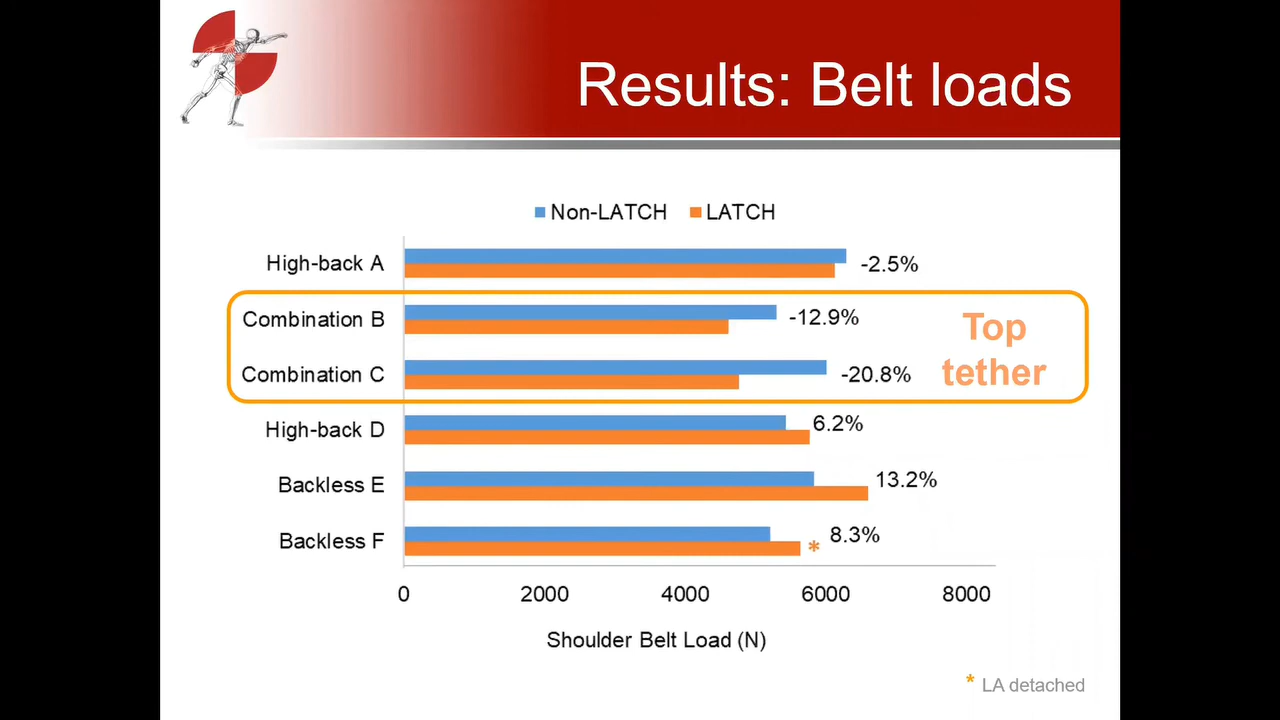 Results: Belt loads
Non-LATCH LATCH
High-back A -2.5%
Combination B -12.9%
Combination C -20.8%
Top
tether
High-back D 6.2%
Backless E 13.2%
Backless F * 8.3%
0 2000 4000 6000 8000
Shoulder Belt Load (N)
* LA detached